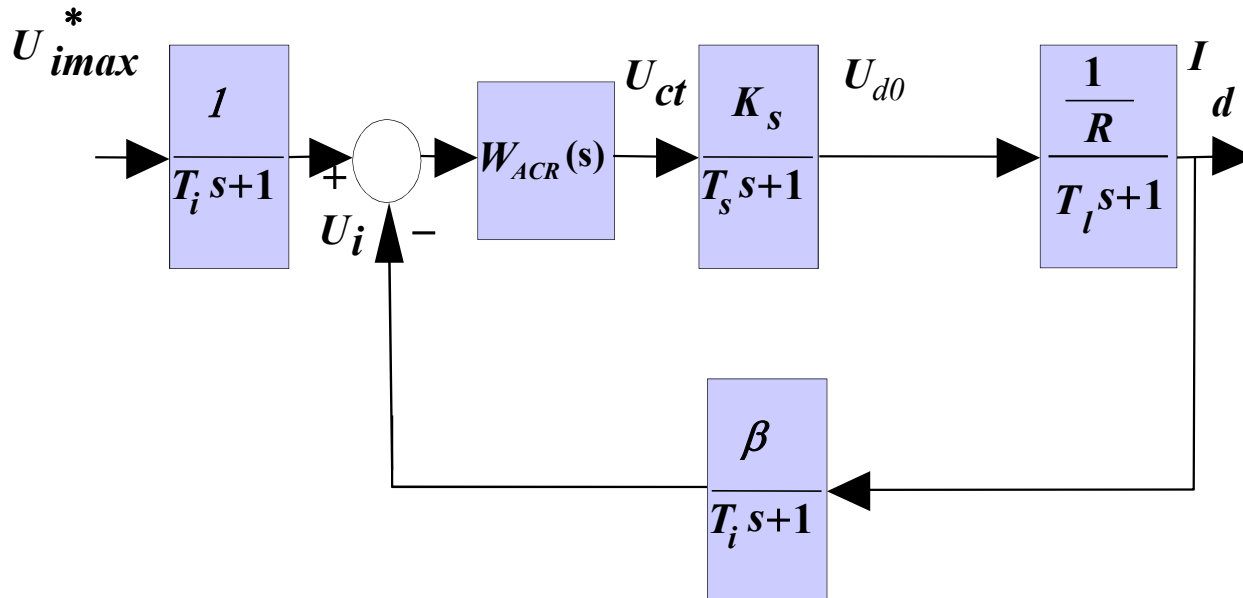 U*imax
1
Ti s+1
+
Ui
−
WACR(s)
Uct
Ks
Ts s+1
Ud0
1
R
Tl s+1
Id
β
Ti s+1